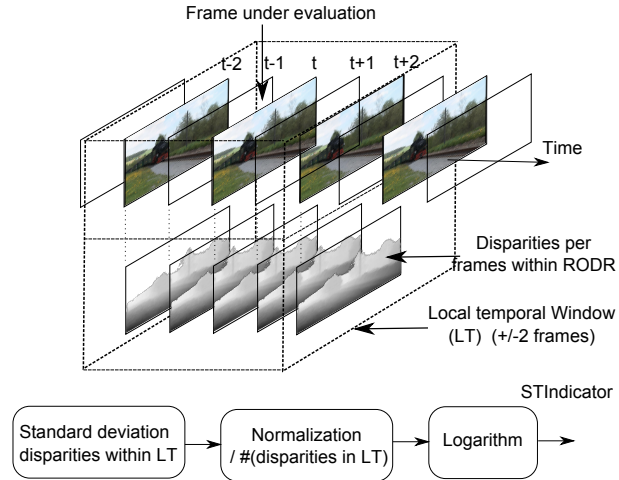 Frame under evaluation
t-2 t-1 t t+1 t+2
Time
Disparities per
frames within RODR
Local temporal Window
(LT) (+/-2 frames)
STIndicator
Standard deviation
disparities within LT
Normalization
/ #(disparities in LT)
Logarithm